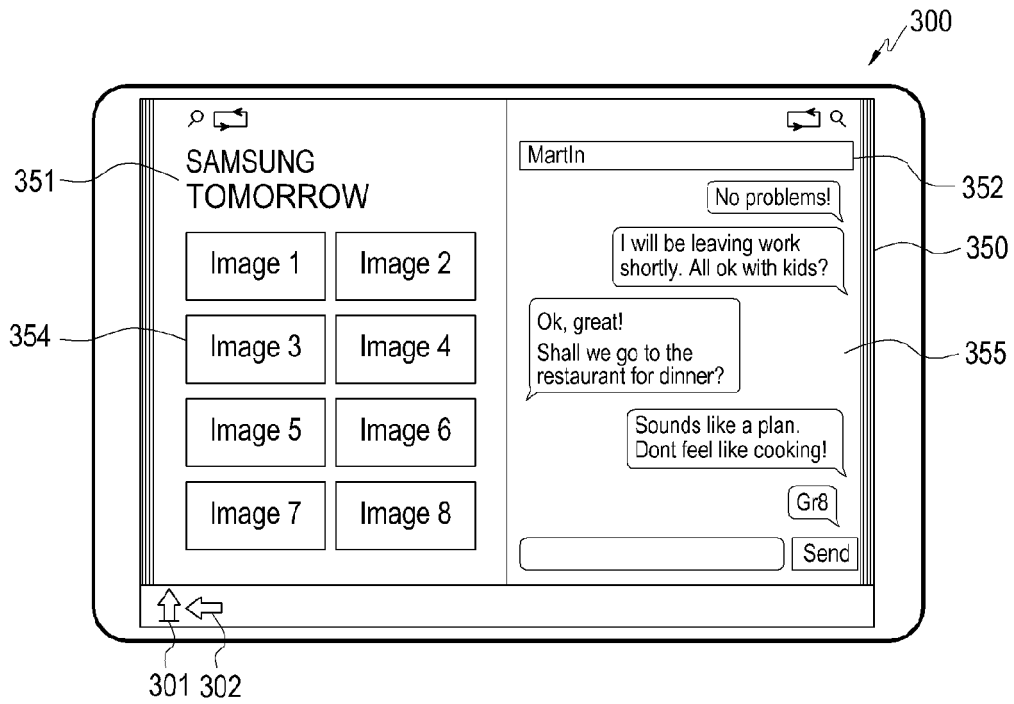 300
351
SAMSUNG
TOMORROW
Image 1
Image 2
354
Image 3
Image 4
Image 5
Image 6
Image 7
Image 8
MartIn
352
No problems!
350
I will be leaving work
shortly. All ok with kids?
Ok, great!
Shall we go to the
restaurant for dinner?
355
Sounds like a plan.
Dont feel like cooking!
Gr8
Send
301
302